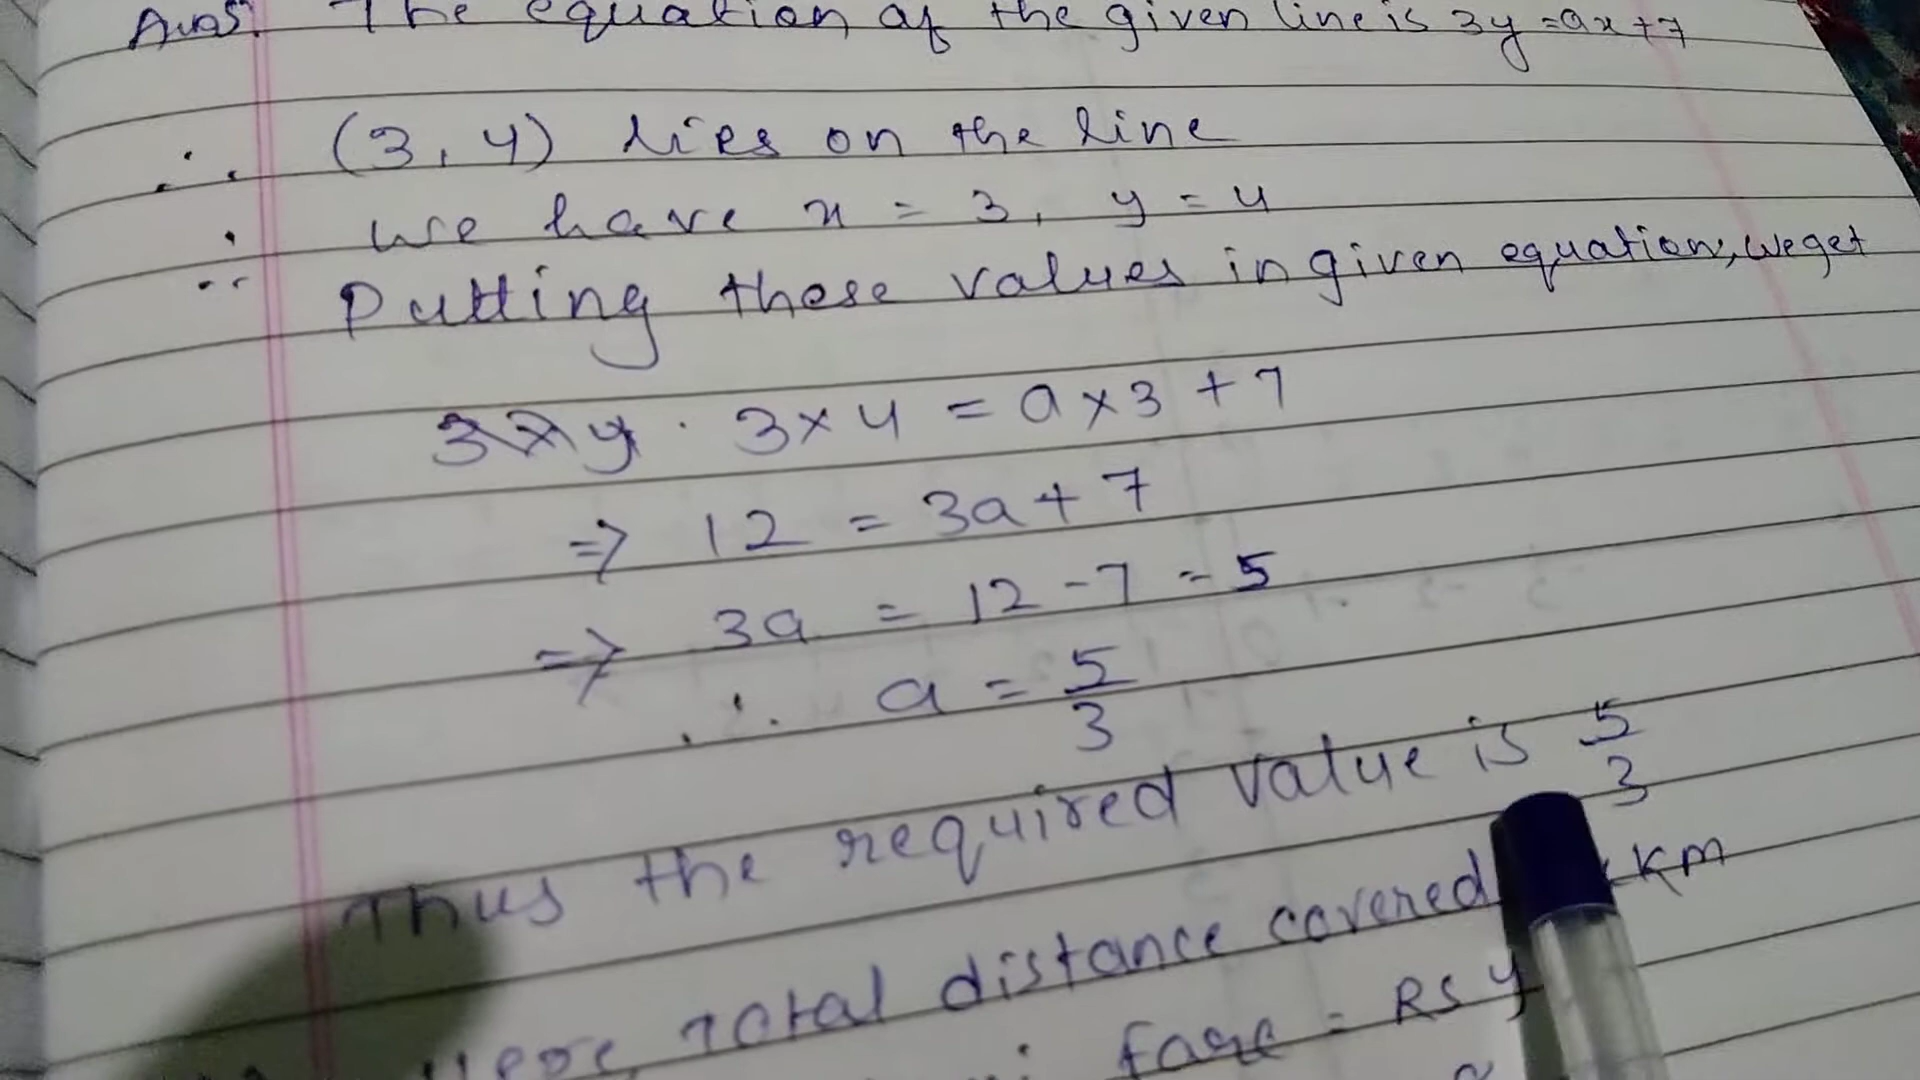 Ans: The equation of the given line is 3y = ax + 7
∴ (3, 4) lies on the line
∴ we have x = 3, y = 4
Putting these values in given equation, we get
3×y . 3 × 4 = a × 3 + 7
⇒ 12 = 3a + 7
⇒ 3a = 12 - 7 = 5
∴ a = 5/3
Thus the required value is 5/3
total distance covered km
fare = Rs y